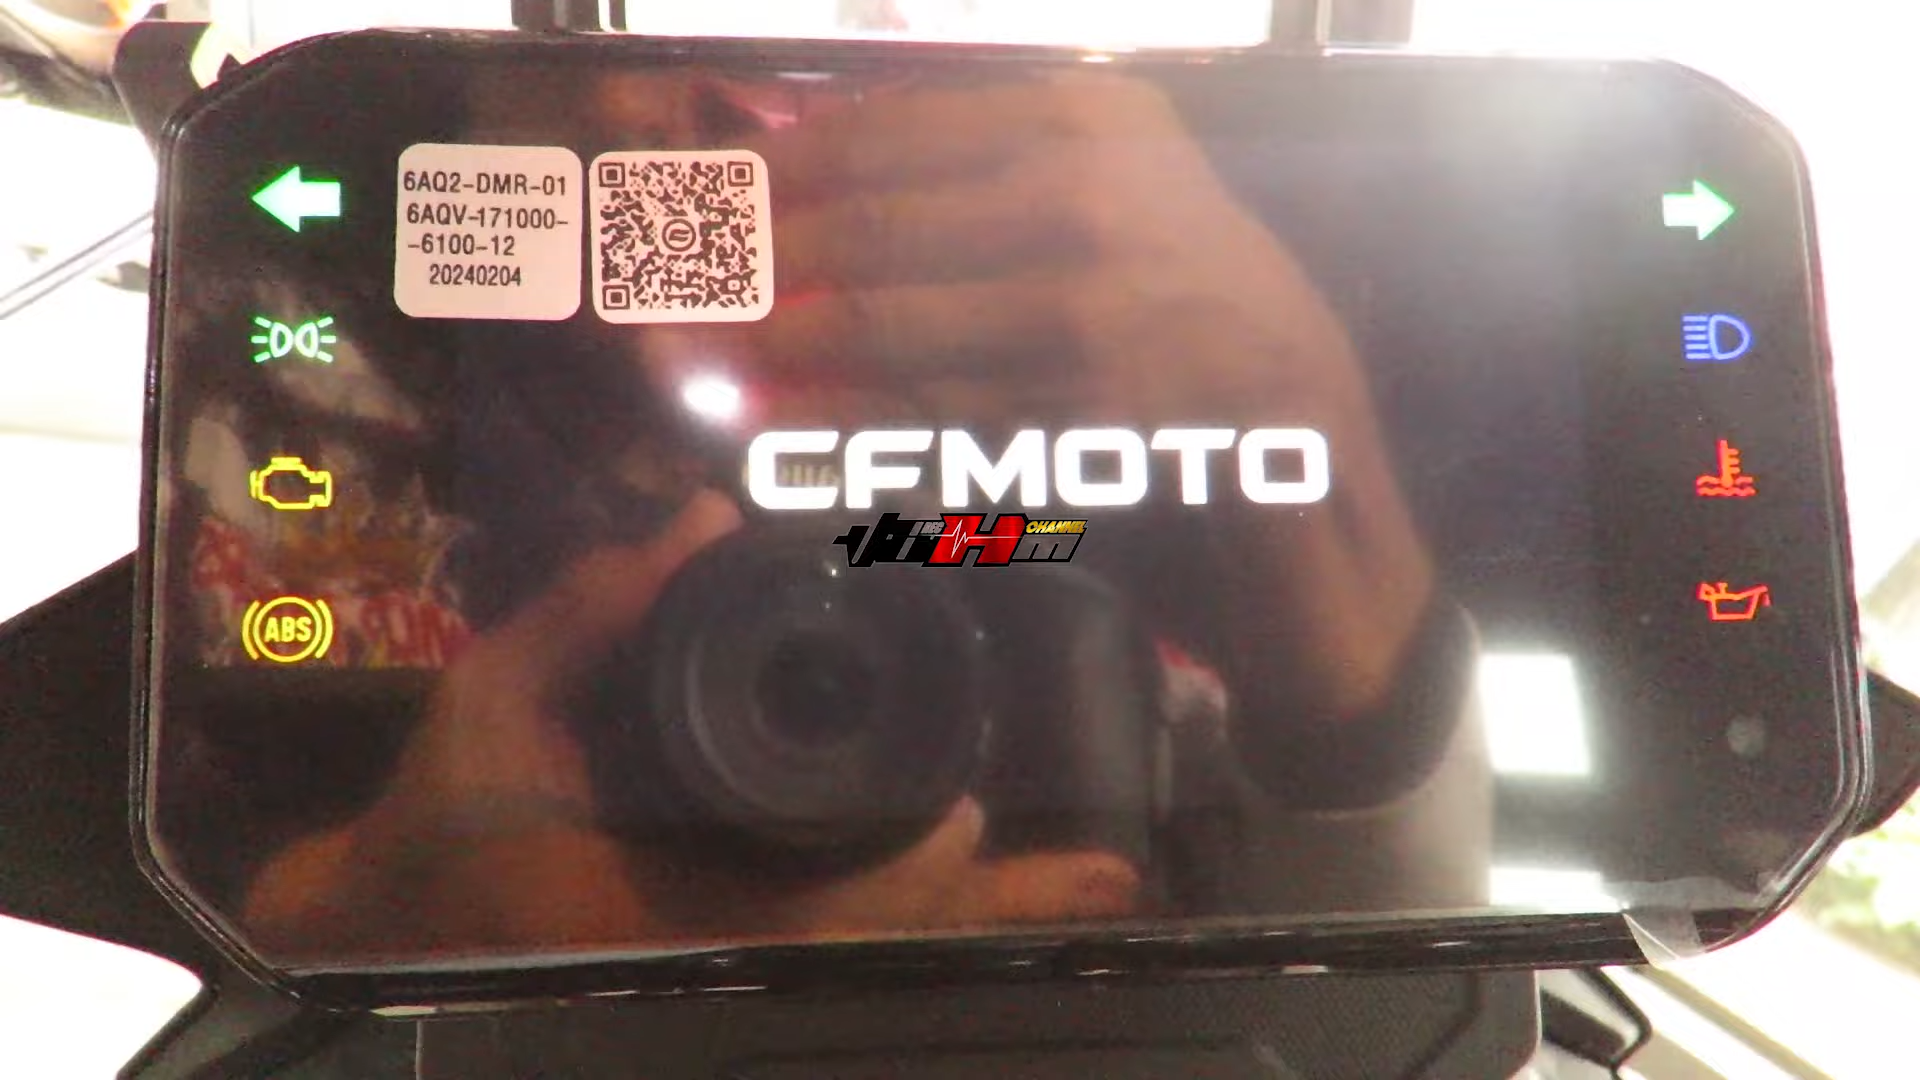 6AQ2-DMR-01
6AQV-171000-
-6100-12
20240204
CFMOTO
CHANNEL
ABS